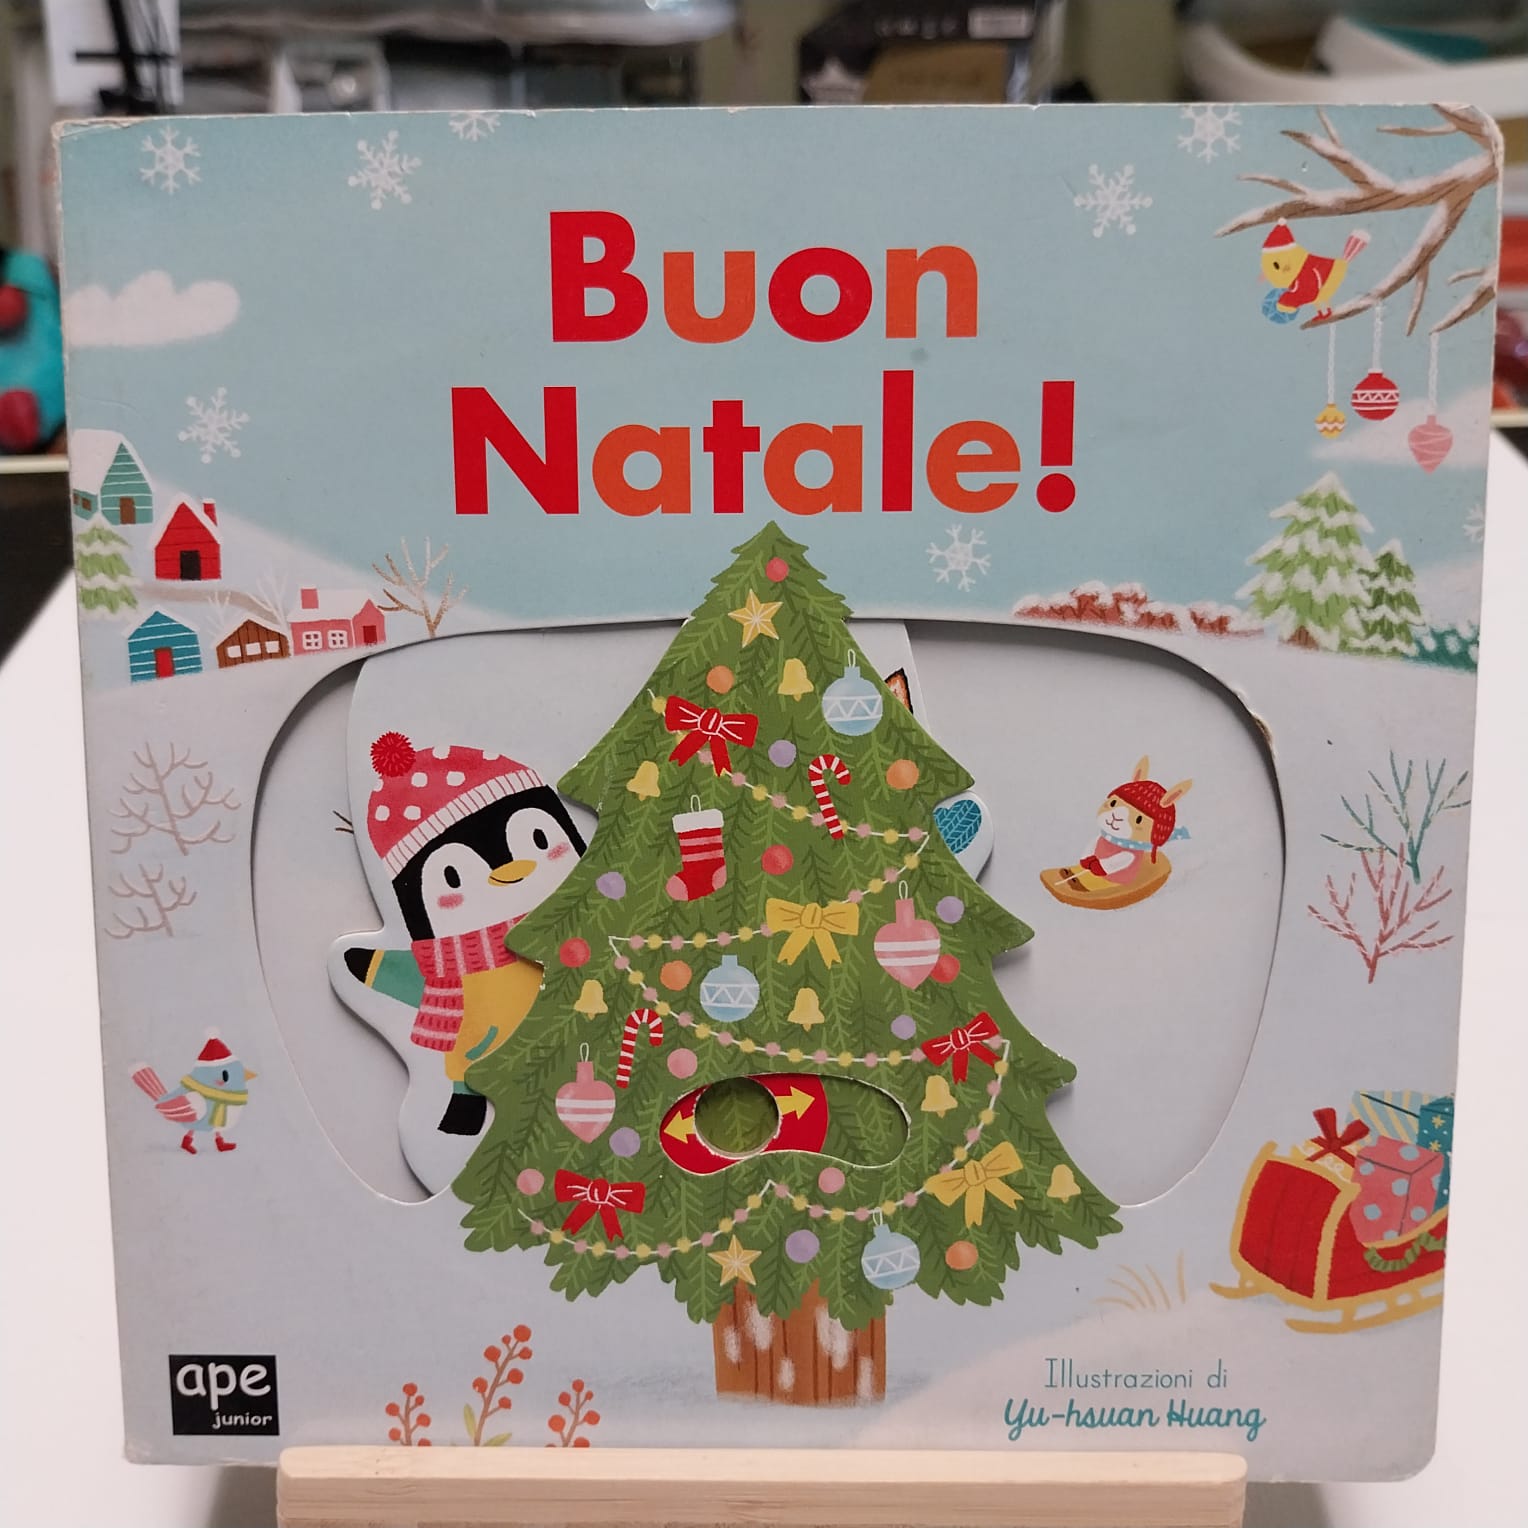 Buon
Natale!
ape
junior
Illustrazioni di
Yu-hsuan Huang